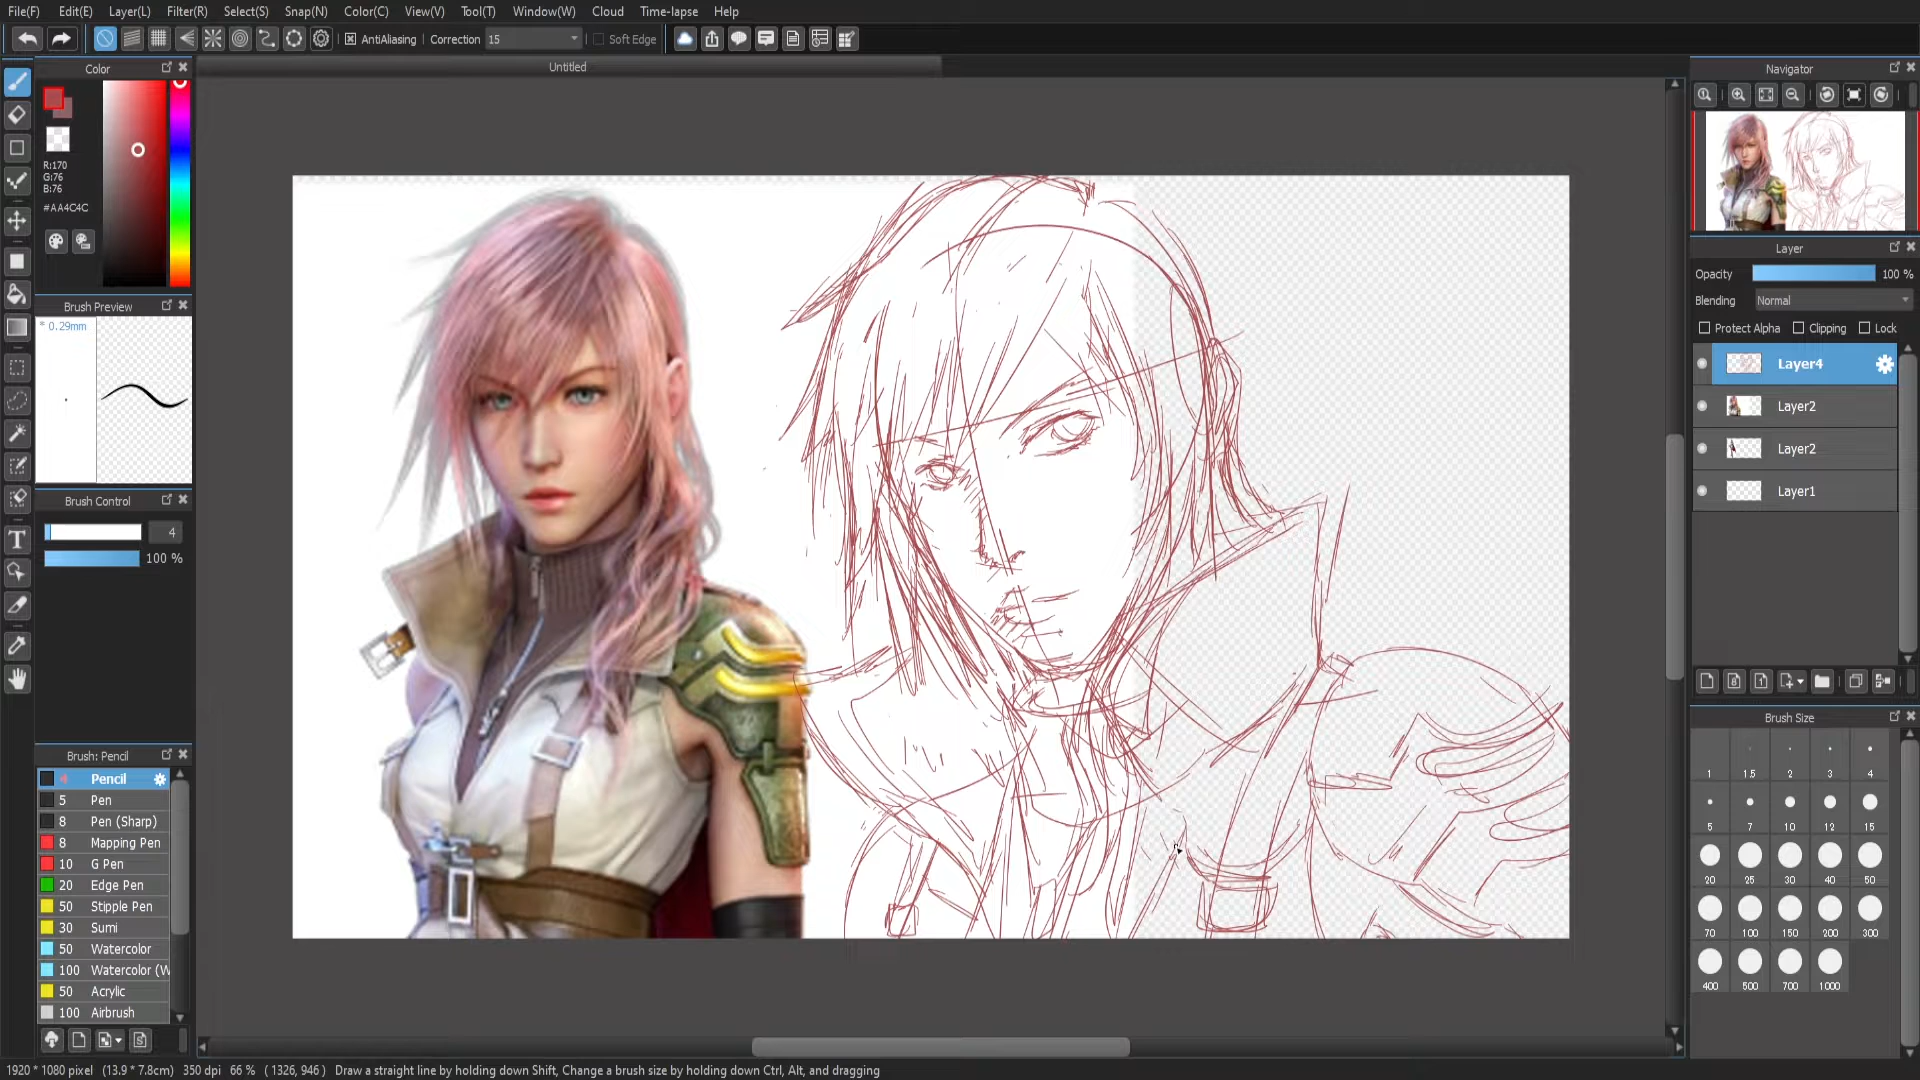 File(F) Edit(E) Layer(L) Filter(R) Select(S) Snap(N) Color(C) View(V) Tool(T) Window(W) Cloud Time-lapse Help
AntiAliasing Correction 15 Soft Edge
Untitled
Color
R:170
G:76
B:76
#AA4C4C
Brush Preview
* 0.29mm
Brush Control
4
100 %
Brush: Pencil
4 Pencil
5 Pen
8 Pen (Sharp)
8 Mapping Pen
10 G Pen
20 Edge Pen
50 Stipple Pen
30 Sumi
50 Watercolor
100 Watercolor (W
50 Acrylic
100 Airbrush
Navigator
Layer
Opacity 100 %
Blending Normal
Protect Alpha Clipping Lock
Layer4
Layer2
Layer2
Layer1
Brush Size
1 1.5 2 3 4
5 7 10 12 15
20 25 30 40 50
70 100 150 200 300
400 500 700 1000
1920 * 1080 pixel (13.9 * 7.8cm) 350 dpi 66 % ( 1326, 946 ) Draw a straight line by holding down Shift, Change a brush size by holding down Ctrl, Alt, and dragging